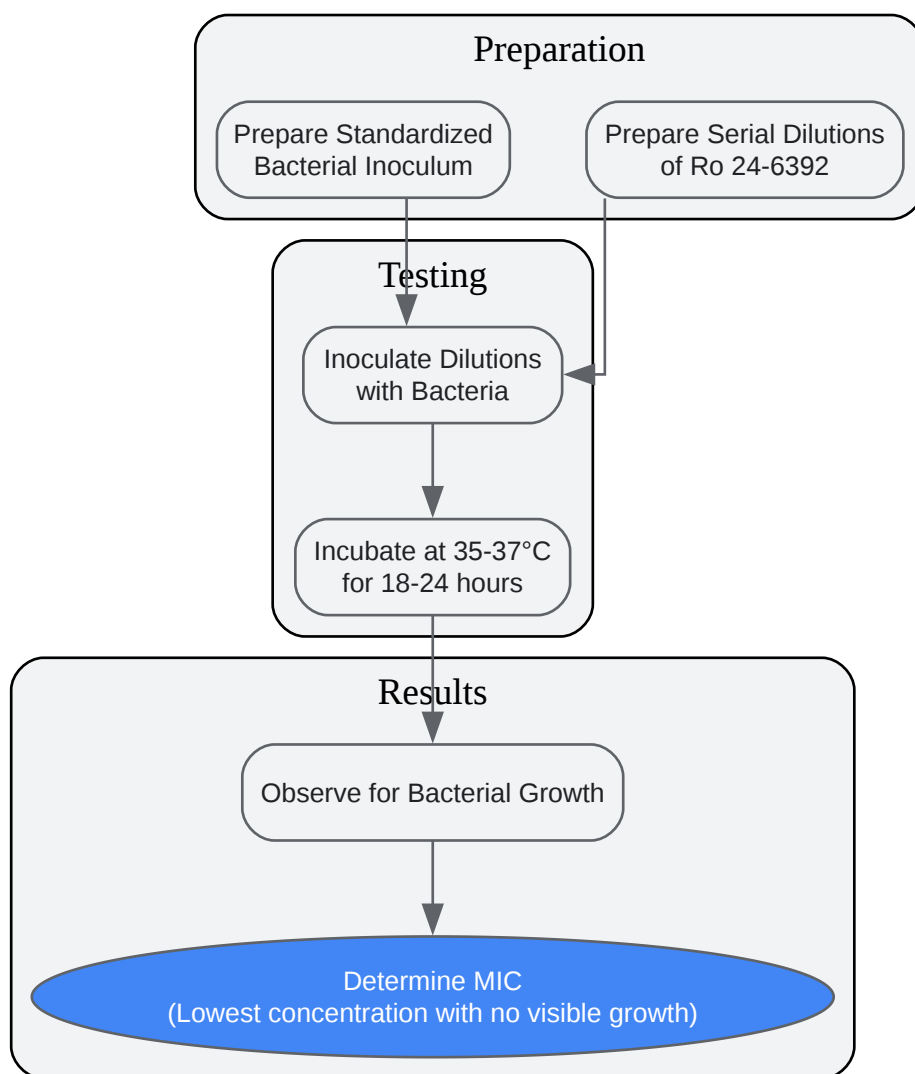 Preparation
Prepare Standardized
Bacterial Inoculum
Prepare Serial Dilutions
of Ro 24-6392
Testing
Inoculate Dilutions
with Bacteria
Incubate at 35-37°C
for 18-24 hours
Results
Observe for Bacterial Growth
Determine MIC
(Lowest concentration with no visible growth)